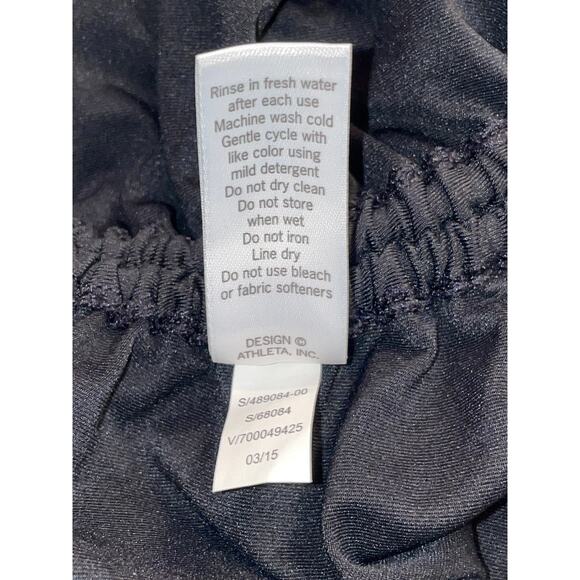 Rinse in fresh water
after each use
Machine wash cold
Gentle cycle with
like color using
mild detergent
Do not dry clean
Do not store
when wet
Do not iron
Line dry
Do not use bleach
or fabric softeners
DESIGN ©
ATHLETA, INC.
S/489084-00
S/68084
V/700049425
03/15